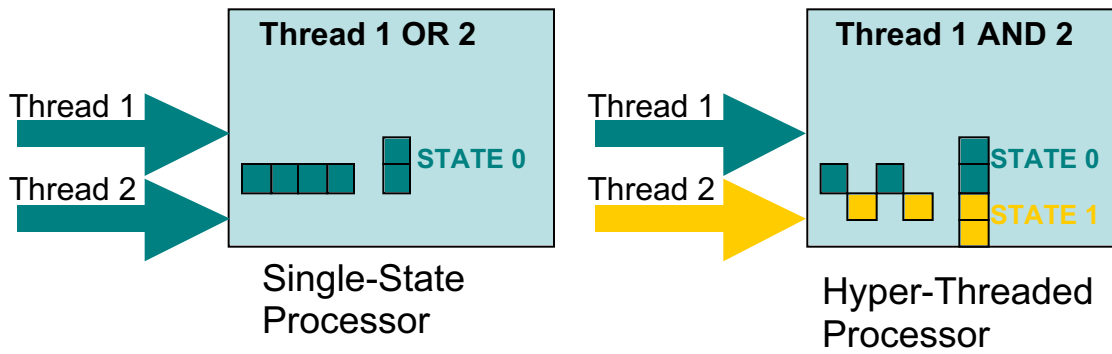 Thread 1 OR 2
Thread 1
Thread 2
STATE 0
Single-State
Processor
Thread 1 AND 2
Thread 1
Thread 2
STATE 0
STATE 1
Hyper-Threaded
Processor